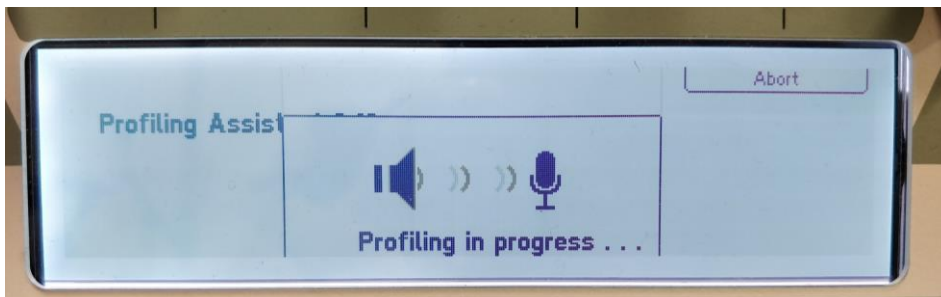 Abort
Profiling Assist
Profiling in progress . . .